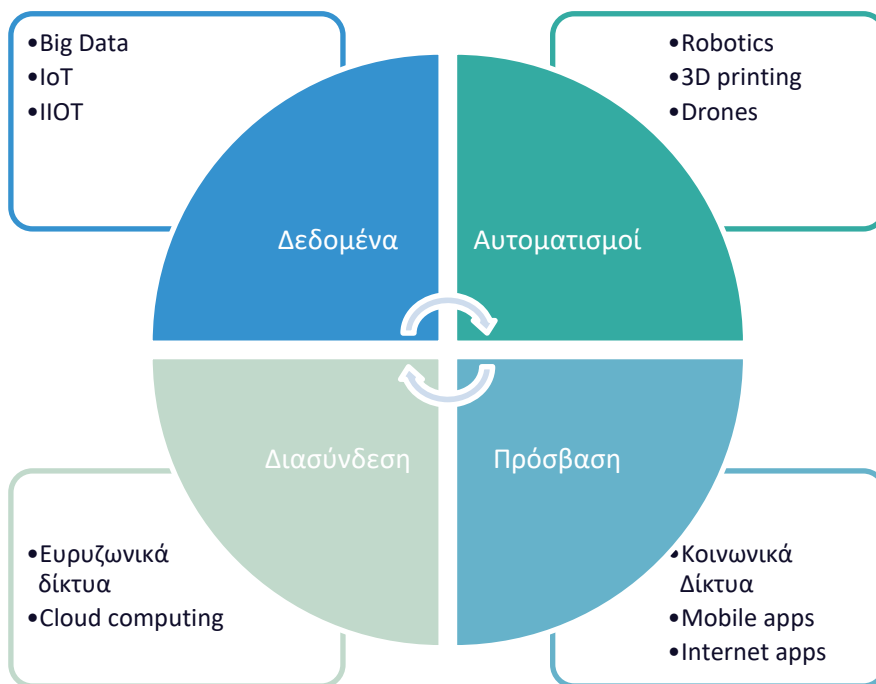 •Big Data
•IoT
•IIOT
•Robotics
•3D printing
•Drones
Δεδομένα
Αυτοματισμοί
Διασύνδεση
Πρόσβαση
•Ευρυζωνικά
δίκτυα
•Cloud computing
•Κοινωνικά
Δίκτυα
•Mobile apps
•Internet apps